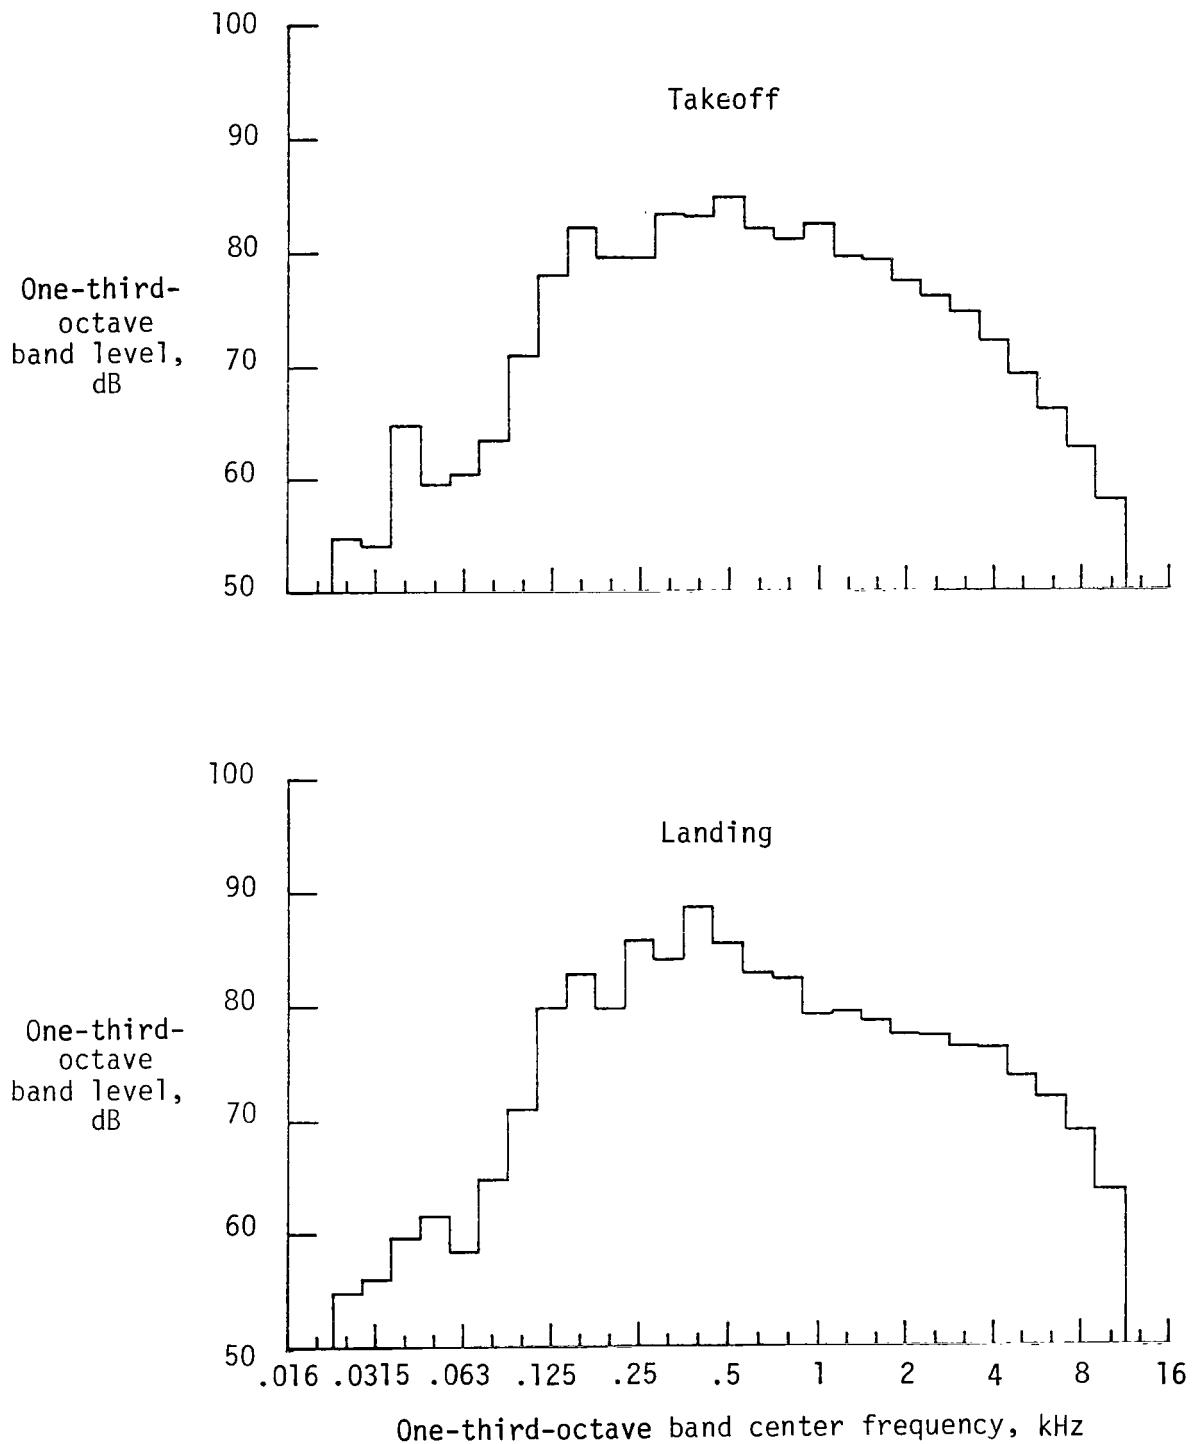 100
Takeoff
90
80
One-third-
octave
band level,
dB
70
60
50
100
Landing
90
80
One-third-
octave
band level,
dB
70
60
50
.016 .0315 .063 .125 .25 .5 1 2 4 8 16
One-third-octave band center frequency, kHz